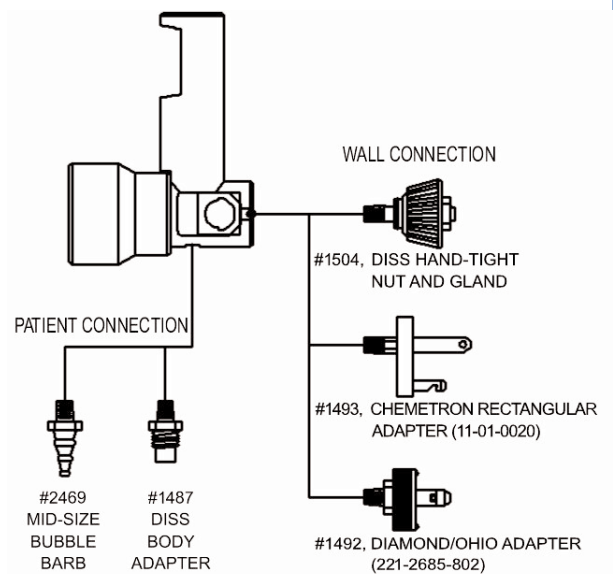 WALL CONNECTION
#1504, DISS HAND-TIGHT
NUT AND GLAND
PATIENT CONNECTION
#1493, CHEMETRON RECTANGULAR
ADAPTER (11-01-0020)
#2469
MID-SIZE
BUBBLE
BARB
#1487
DISS
BODY
ADAPTER
#1492, DIAMOND/OHIO ADAPTER
(221-2685-802)